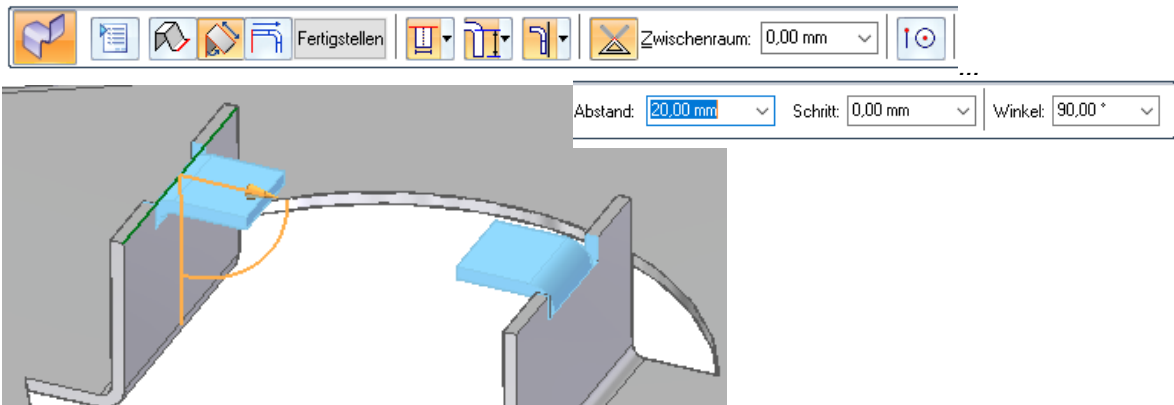 Fertigstellen Zwischenraum: 0,00 mm
...
Abstand: 20,00 mm Schritt: 0,00 mm Winkel: 90,00 °